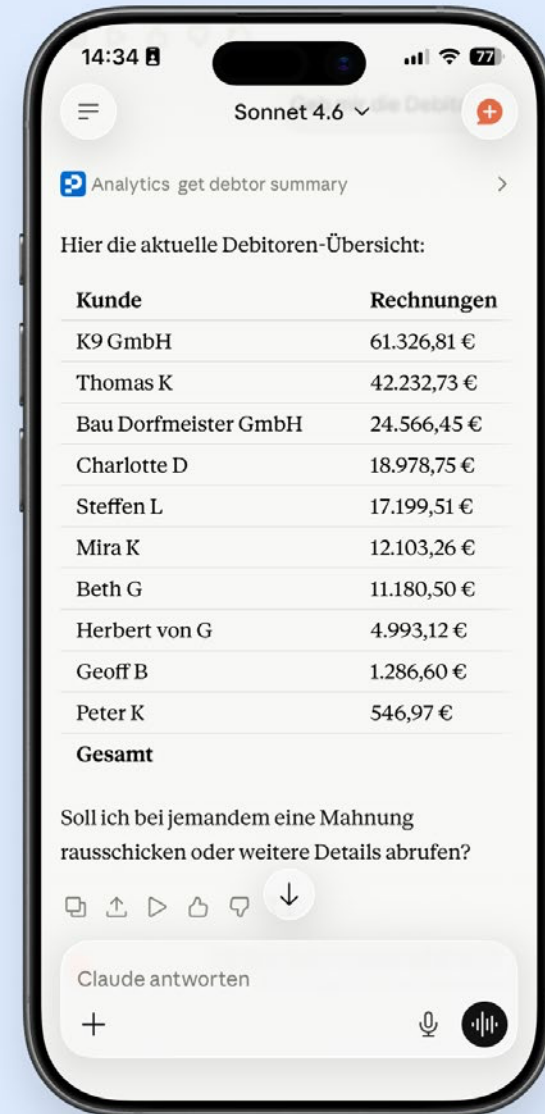 14:34
77
Sonnet 4.6
Analytics get debtor summary
Hier die aktuelle Debitoren-Übersicht:
Kunde Rechnungen
K9 GmbH 61.326,81 €
Thomas K 42.232,73 €
Bau Dorfmeister GmbH 24.566,45 €
Charlotte D 18.978,75 €
Steffen L 17.199,51 €
Mira K 12.103,26 €
Beth G 11.180,50 €
Herbert von G 4.993,12 €
Geoff B 1.286,60 €
Peter K 546,97 €
Gesamt
Soll ich bei jemandem eine Mahnung
rausschicken oder weitere Details abrufen?
Claude antworten